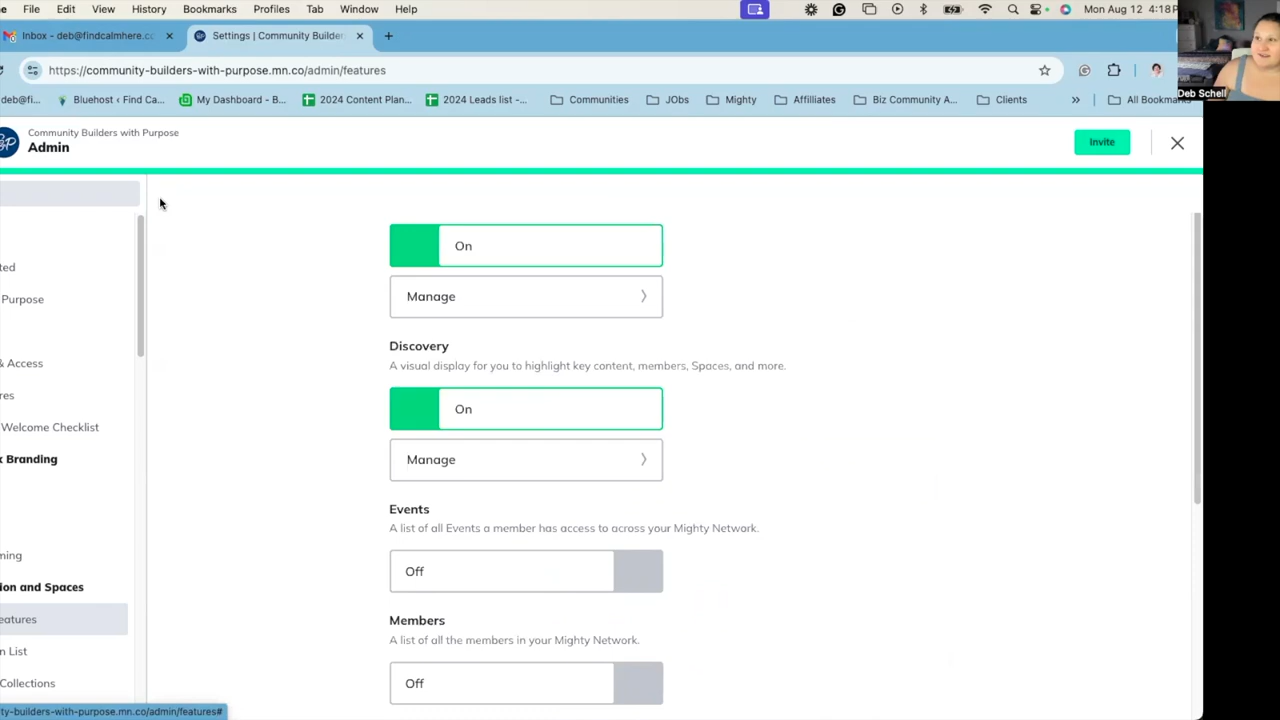 File Edit View History Bookmarks Profiles Tab Window Help Mon Aug 12 4:18
Inbox - deb@findcalmhere.c
Settings | Community Builder
https://community-builders-with-purpose.mn.co/admin/features
deb@fi... Bluehost ‹ Find Ca... My Dashboard - B... 2024 Content Plan... 2024 Leads list -... Communities JObs Mighty Affiliates Biz Community A... Clients » All Bookmarks
Deb Schell
Community Builders with Purpose
Admin
Invite
On
Manage
Discovery
A visual display for you to highlight key content, members, Spaces, and more.
On
Manage
Events
A list of all Events a member has access to across your Mighty Network.
Off
Members
A list of all the members in your Mighty Network.
Off
ted
Purpose
& Access
res
Welcome Checklist
k Branding
ming
ion and Spaces
eatures
n List
Collections
ty-builders-with-purpose.mn.co/admin/features#